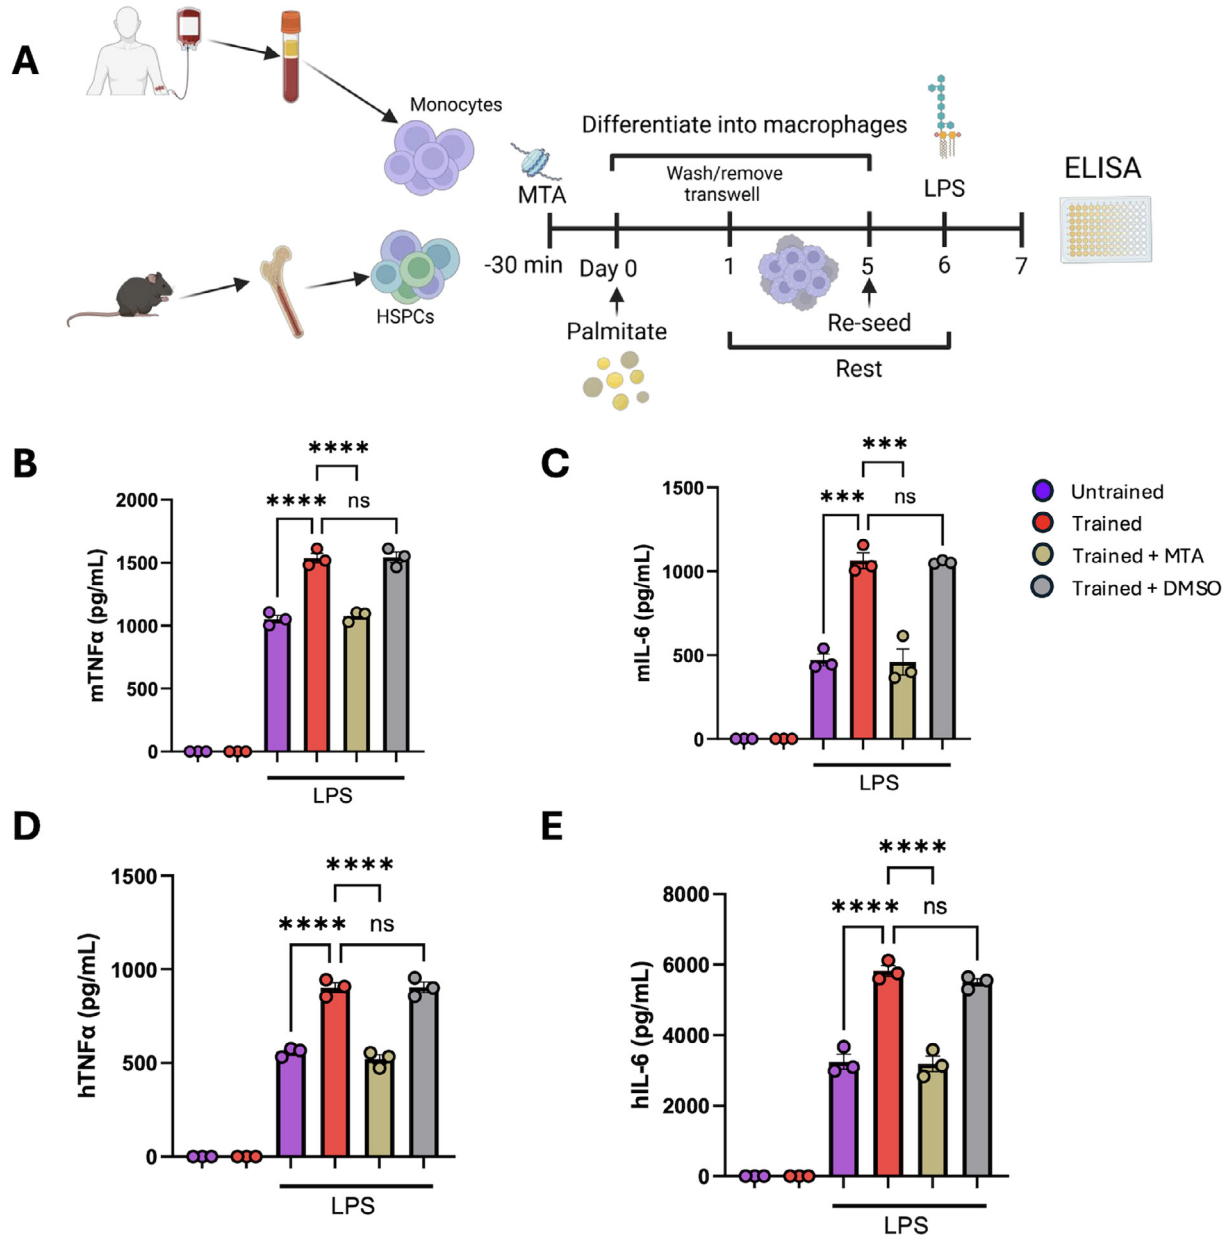 A
Monocytes
Differentiate into macrophages
Wash/remove
transwell
MTA
LPS
ELISA
-30 min
Day 0
1
5
6
7
HSPCs
Palmitate
Re-seed
Rest
B
mTNFα (pg/mL)
2000
1500
1000
500
0
****
****
ns
LPS
C
mIL-6 (pg/mL)
1500
1000
500
0
***
***
ns
LPS
Untrained
Trained
Trained + MTA
Trained + DMSO
D
hTNFα (pg/mL)
1500
1000
500
0
****
****
ns
LPS
E
hIL-6 (pg/mL)
8000
6000
4000
2000
0
****
****
ns
LPS